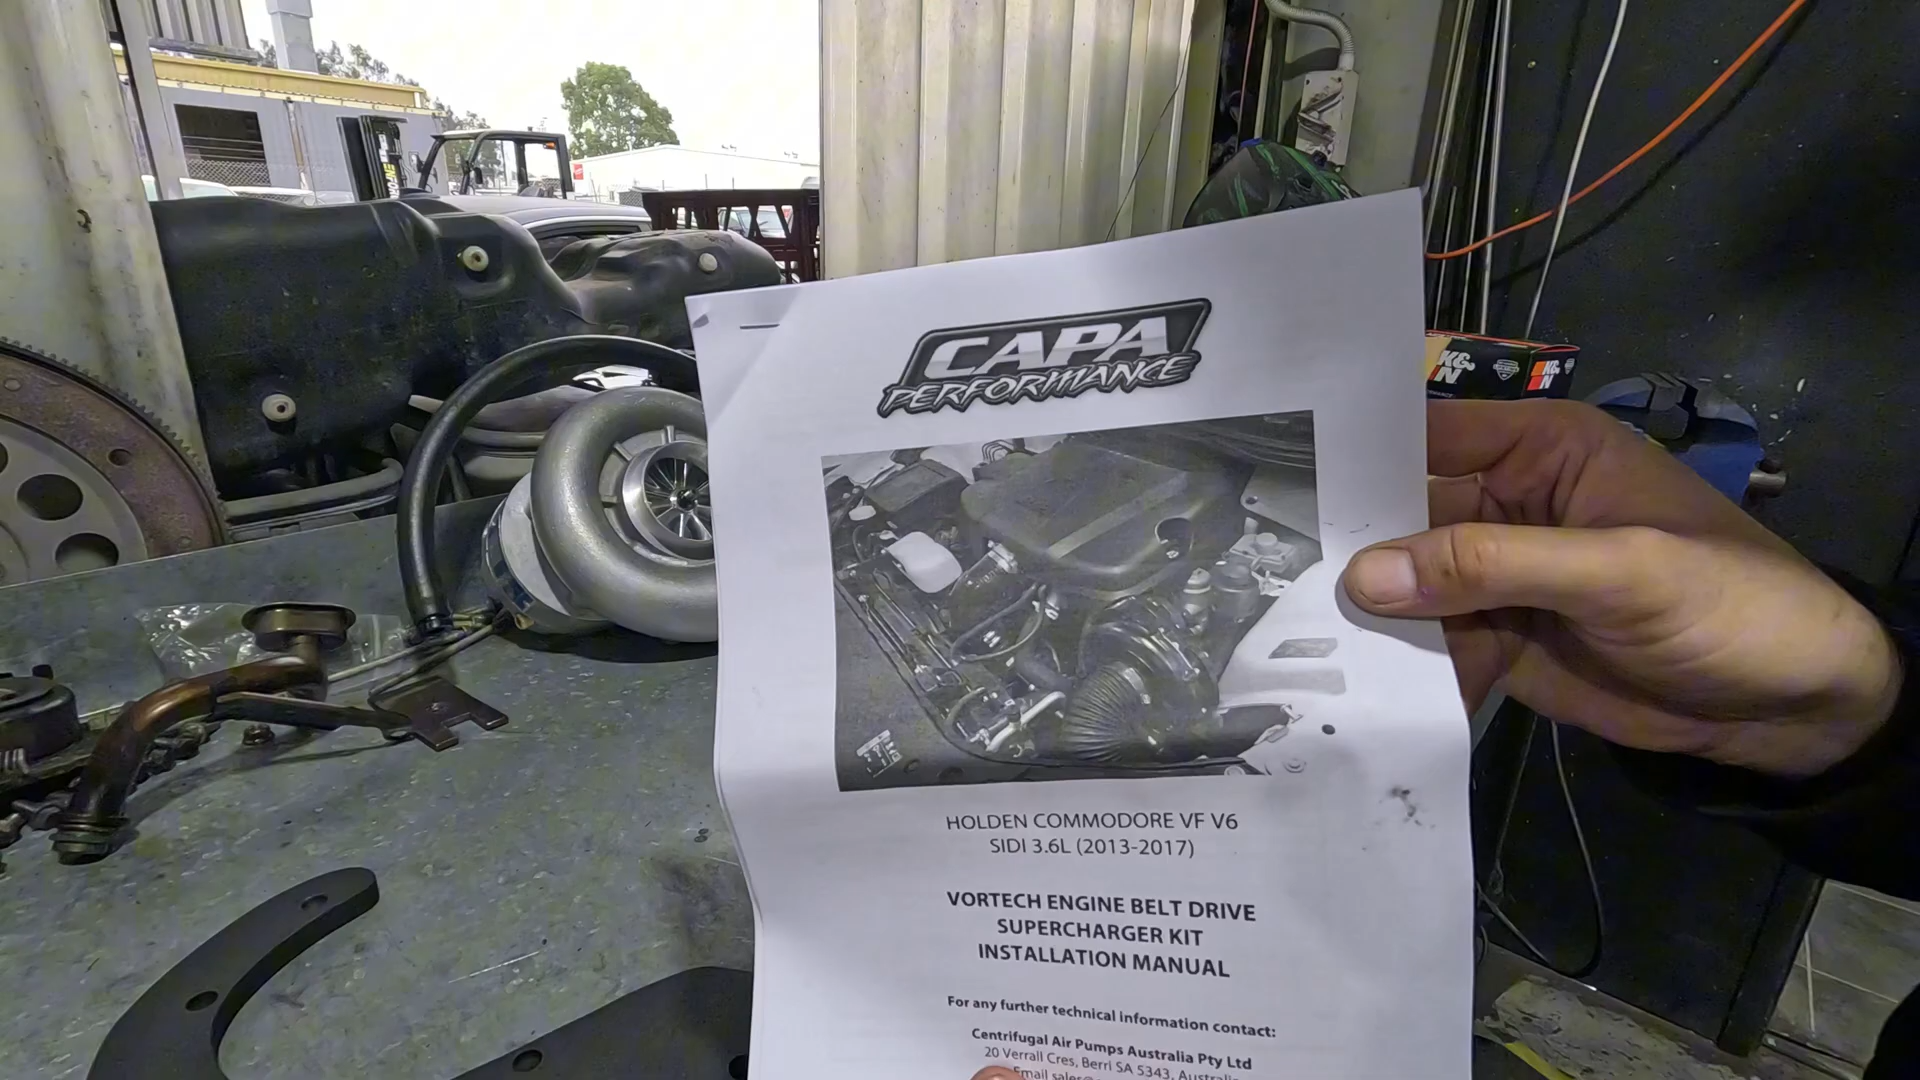 CAPA
PERFORMANCE
HOLDEN COMMODORE VF V6
SIDI 3.6L (2013-2017)
VORTECH ENGINE BELT DRIVE
SUPERCHARGER KIT
INSTALLATION MANUAL
For any further technical information contact:
Centrifugal Air Pumps Australia Pty Ltd
20 Verrall Cres, Berri SA 5343,
Email
K&N
K&N